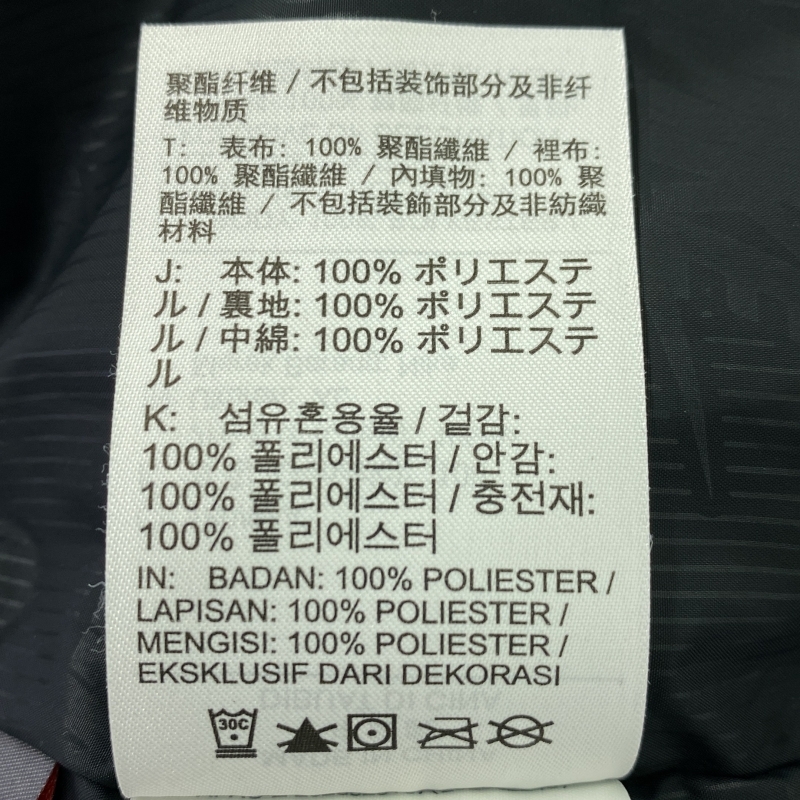 聚酯纤维 / 不包括装饰部分及非纤
维物质
T: 表布: 100% 聚酯纖維 / 裡布:
100% 聚酯纖維 / 內填物: 100% 聚
酯纖維 / 不包括裝飾部分及非紡織
材料
J: 本体: 100% ポリエステ
ル / 裏地: 100% ポリエステ
ル / 中綿: 100% ポリエステ
ル
K: 섬유혼용율 / 겉감:
100% 폴리에스터 / 안감:
100% 폴리에스터 / 충전재:
100% 폴리에스터
IN: BADAN: 100% POLIESTER /
LAPISAN: 100% POLIESTER /
MENGISI: 100% POLIESTER /
EKSKLUSIF DARI DEKORASI
30C